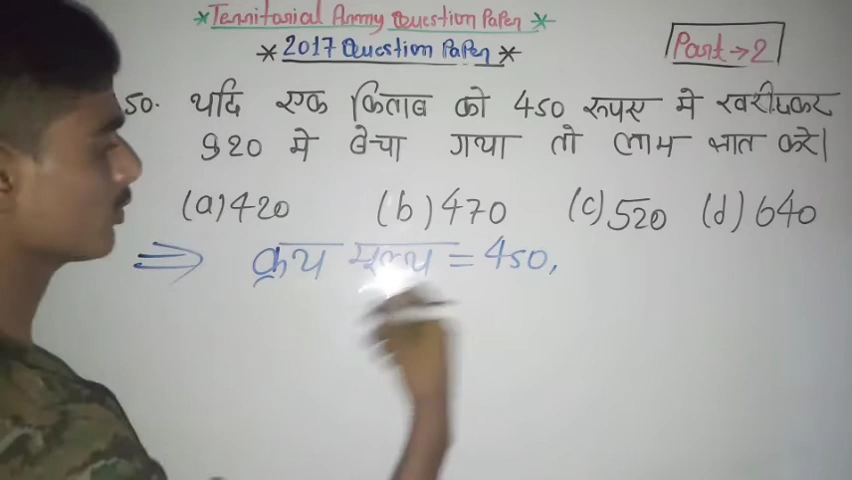 *Territorial Army Question Paper*
*2017 Question Paper*
Part→2
50. यदि एक किताब को 450 रूपए मे खरीदकर
920 मे बेचा गया तो लाभ ज्ञात करे।
(a) 420 (b) 470 (c) 520 (d) 640
⇒ क्रय मूल्य = 450,